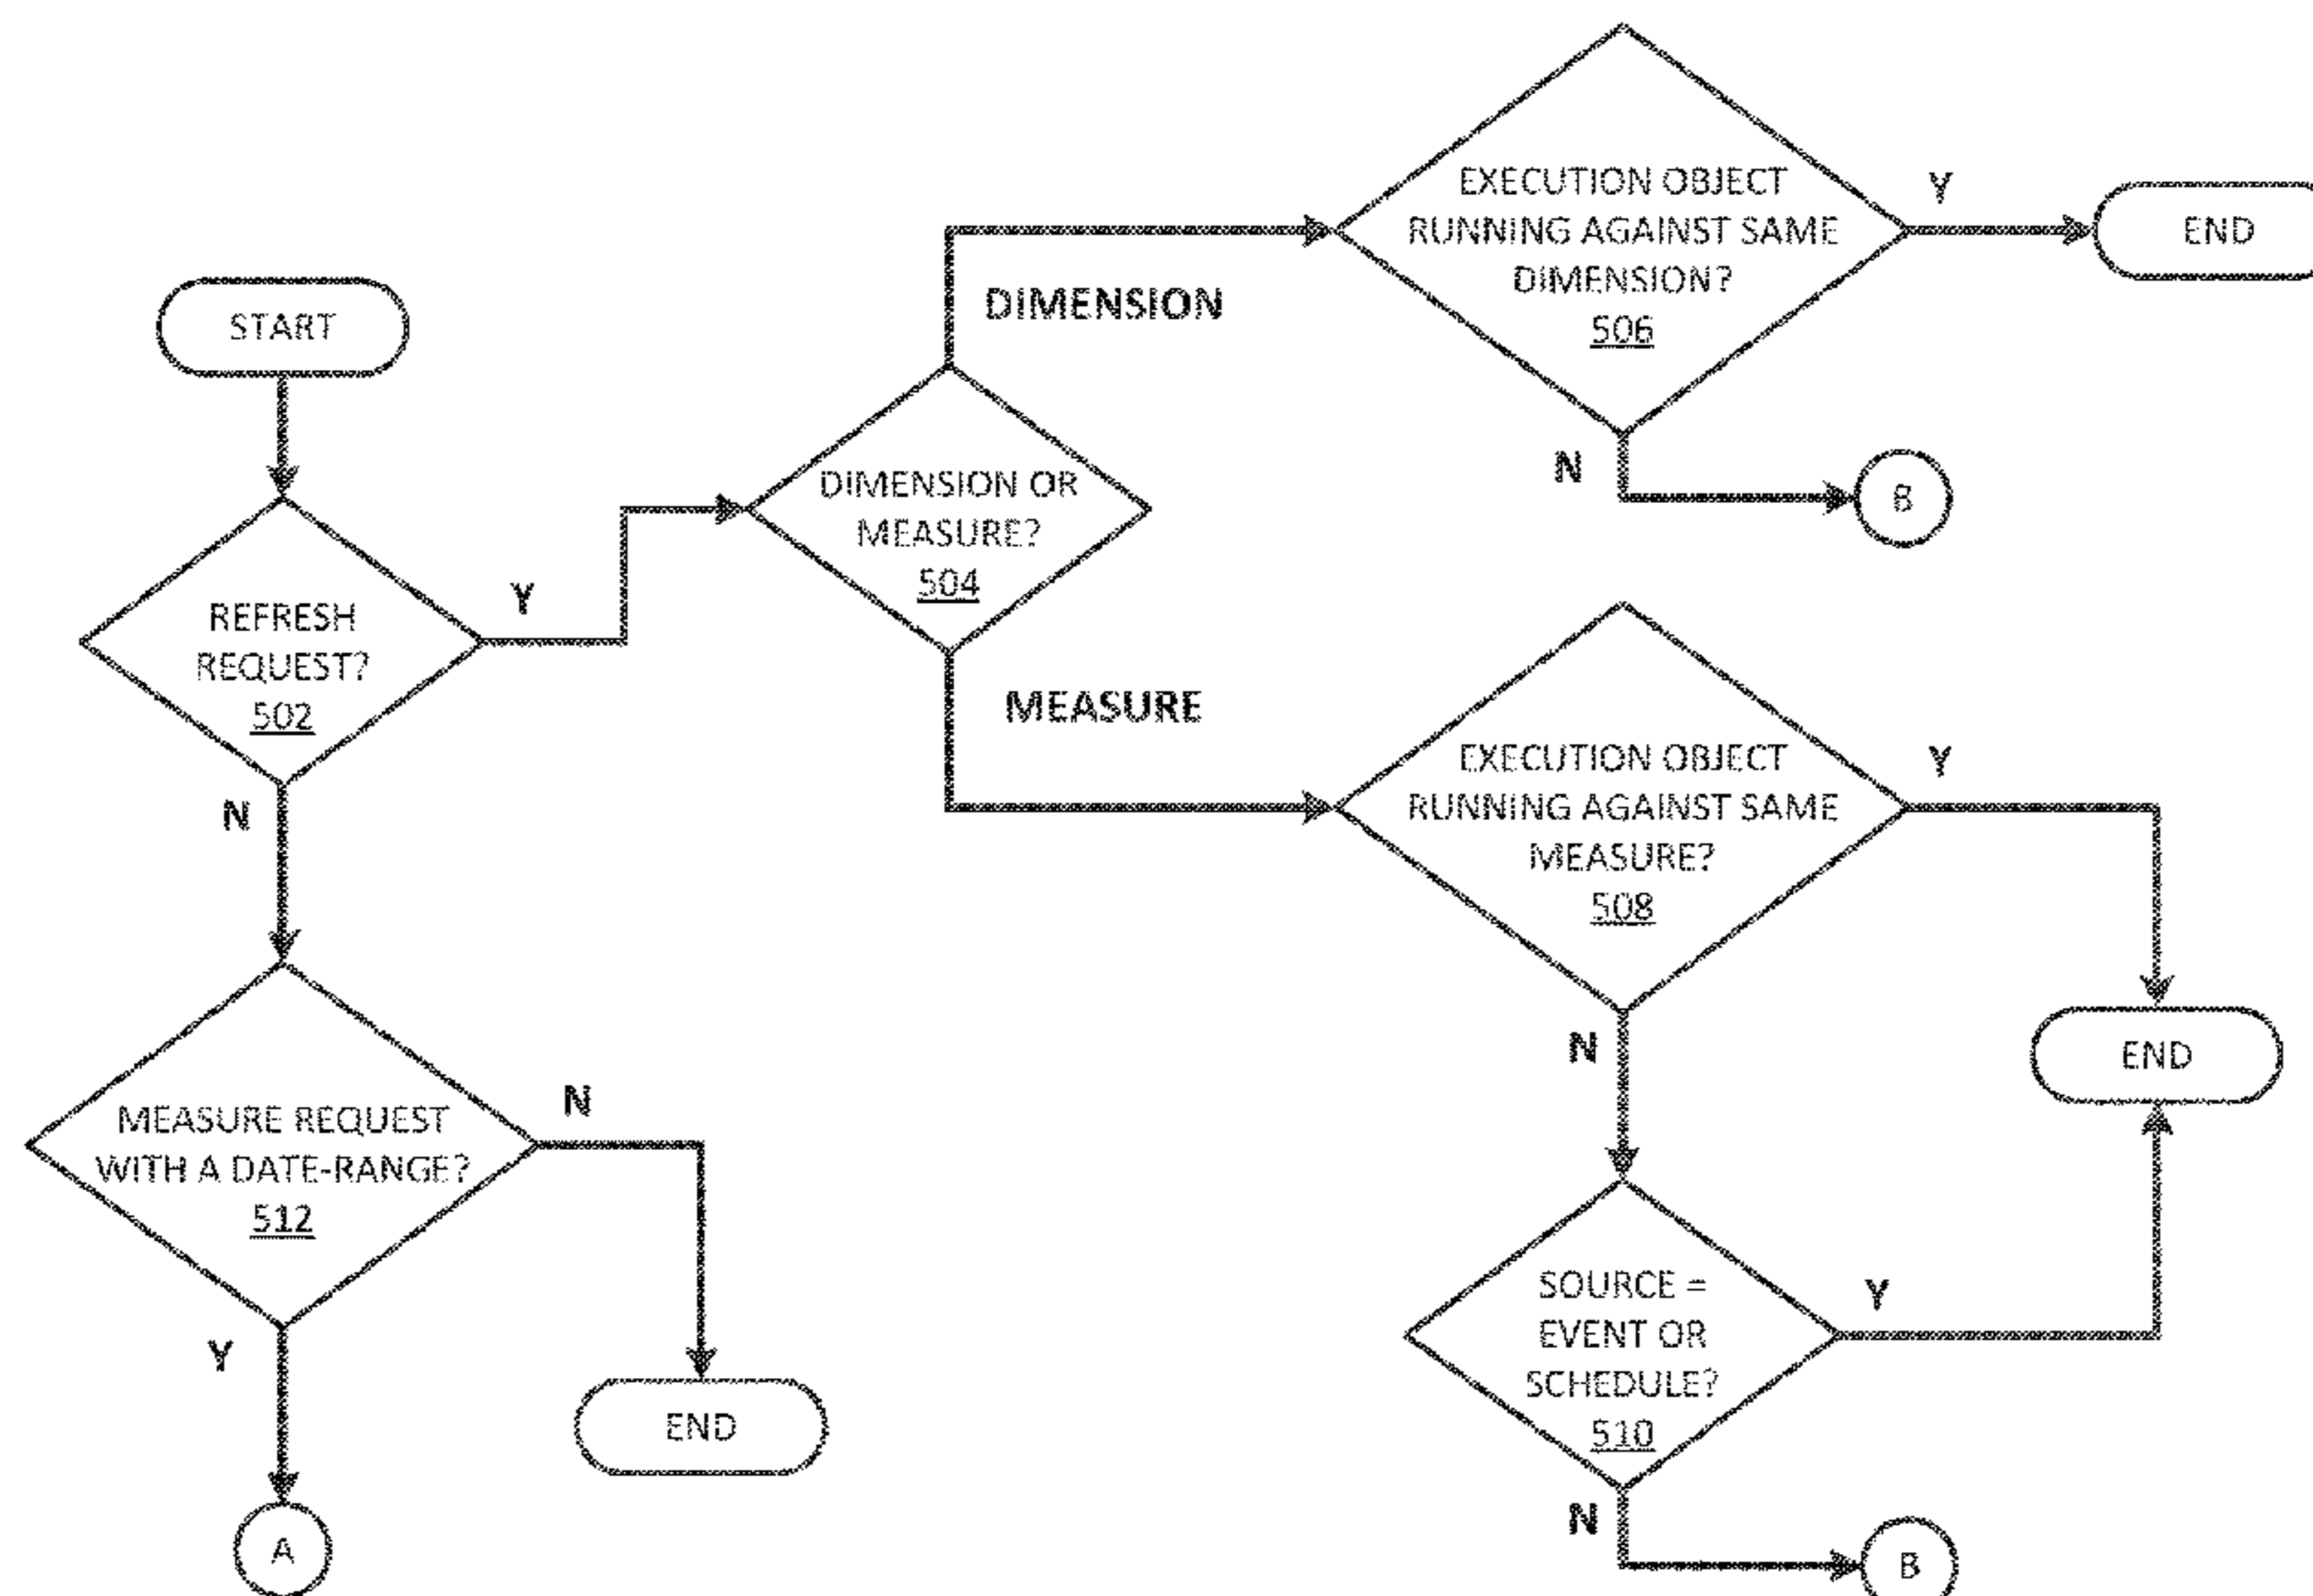 START
REFRESH
REQUEST?
502
Y
N
DIMENSION OR
MEASURE?
504
DIMENSION
MEASURE
EXECUTION OBJECT
RUNNING AGAINST SAME
DIMENSION?
506
Y
END
N
B
EXECUTION OBJECT
RUNNING AGAINST SAME
MEASURE?
508
Y
N
END
SOURCE =
EVENT OR
SCHEDULE?
510
Y
N
B
MEASURE REQUEST
WITH A DATE-RANGE?
512
N
END
Y
A